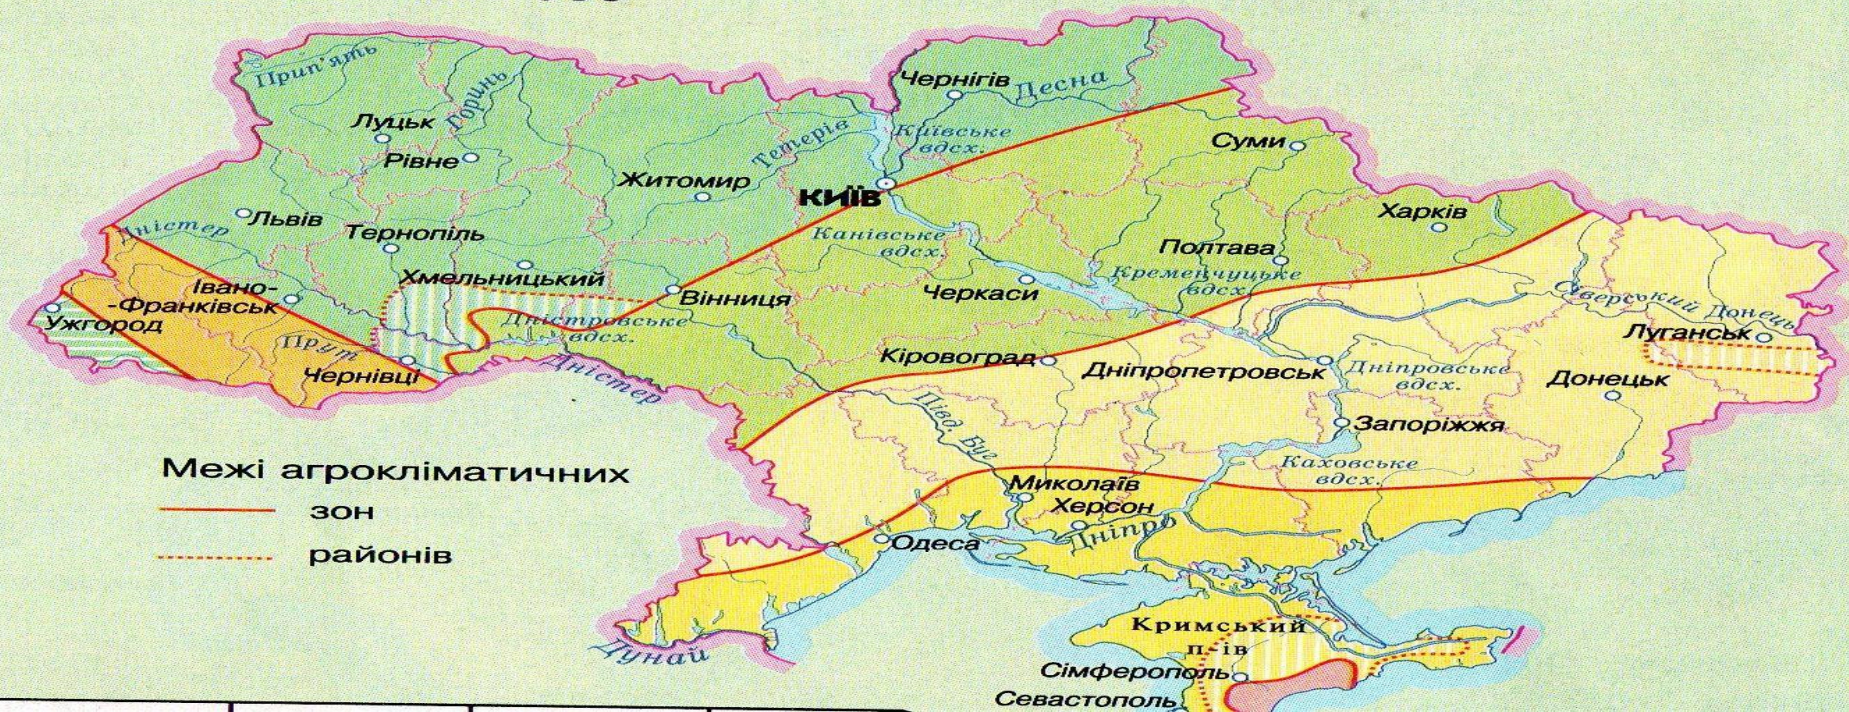 Прип'ять
Горинь
Чернігів
Десна
Луцьк
Рівне
Тетерів
Київське
вдсх.
Суми
Житомир
КИЇВ
Львів
Дністер
Тернопіль
Канівське
вдсх.
Харків
Полтава
Хмельницький
Вінниця
Черкаси
Кременчуцьке
вдсх.
Івано-
-Франківськ
Ужгород
Прут
Чернівці
Дністровське
вдсх.
Дністер
Сіверський Донець
Луганськ
Кіровоград
Дніпропетровськ
Дніпровське
вдсх.
Донецьк
Півд. Буг
Запоріжжя
Каховське
вдсх.
Миколаїв
Херсон
Дніпро
Одеса
Дунай
Кримський
п-ів
Сімферополь
Севастополь
Межі агрокліматичних
зон
районів